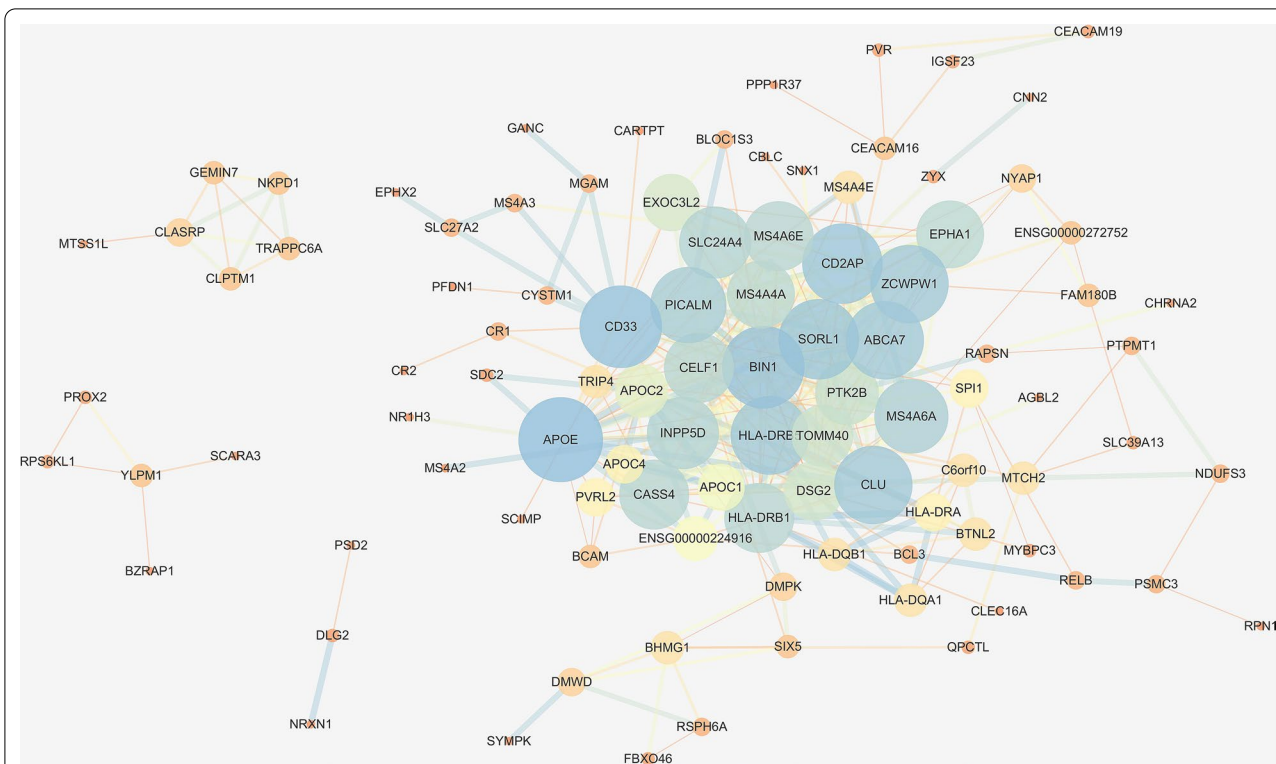 CEACAM19
PVR
IGSF23
PPP1R37
CNN2
GANC
CARTPT
BLOC1S3
CBLC
CEACAM16
SNX1
ZYX
GEMIN7
NKPD1
EPHX2
MGAM
MS4A4E
NYAP1
MS4A3
EXOC3L2
SLC27A2
CLASRP
MTSS1L
TRAPPC6A
SLC24A4
MS4A6E
EPHA1
ENSG00000272752
CLPTM1
CD2AP
ZCWPW1
PFDN1
CYSTM1
PICALM
MS4A4A
FAM180B
CHRNA2
CR1
CD33
SORL1
ABCA7
PTPMT1
RAPSN
CR2
SDC2
TRIP4
APOC2
CELF1
BIN1
PTK2B
SPI1
AGBL2
PROX2
NR1H3
MS4A6A
APOE
INPP5D
HLA-DRB
TOMM40
SLC39A13
RPS6KL1
YLPM1
SCARA3
MS4A2
APOC4
C6orf10
MTCH2
NDUFS3
PVRL2
CASS4
APOC1
DSG2
CLU
SCIMP
HLA-DRB1
HLA-DRA
ENSG00000224916
BTNL2
PSD2
BCAM
HLA-DQB1
BCL3
MYBPC3
BZRAP1
DMPK
RELB
PSMC3
HLA-DQA1
CLEC16A
RPN1
DLG2
BHMG1
SIX5
QPCTL
DMWD
NRXN1
RSPH6A
SYMPK
FBXO46